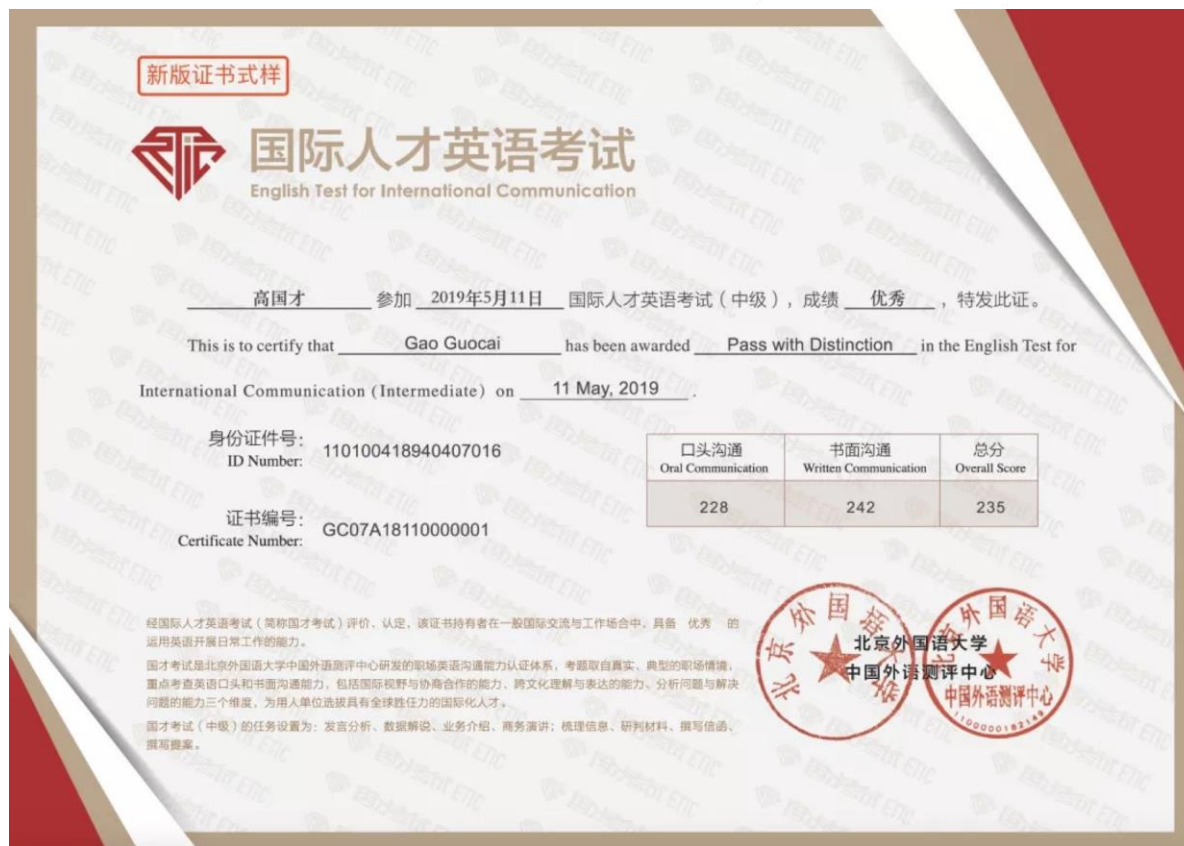 新版证书式样
ETIC
国际人才英语考试
English Test for International Communication
高国才 参加 2019年5月11日 国际人才英语考试（中级），成绩 优秀 ，特发此证。
This is to certify that Gao Guocai has been awarded Pass with Distinction in the English Test for
International Communication (Intermediate) on 11 May, 2019 .
身份证件号：
ID Number:
110100418940407016
口头沟通 书面沟通 总分
Oral Communication Written Communication Overall Score
228 242 235
证书编号：
Certificate Number:
GC07A18110000001
经国际人才英语考试（简称国才考试）评价、认定，该证书持有者在一般国际交流与工作场合中，具备 优秀 的
运用英语开展日常工作的能力。
国才考试是北京外国语大学中国外语测评中心研发的职场英语沟通能力认证体系，考题取自真实、典型的职场情境，
重点考查英语口头和书面沟通能力，包括国际视野与协商合作的能力、跨文化理解与表达的能力、分析问题与解决
问题的能力三个维度，为用人单位选拔具有全球胜任力的国际化人才。
国才考试（中级）的任务设置为：发言分析、数据解说、业务介绍、商务演讲；梳理信息、研判材料、撰写信函、
撰写提案。
北京外国语大学
中国外语测评中心
北京外国语大学
北京外国语大学
中国外语测评中心